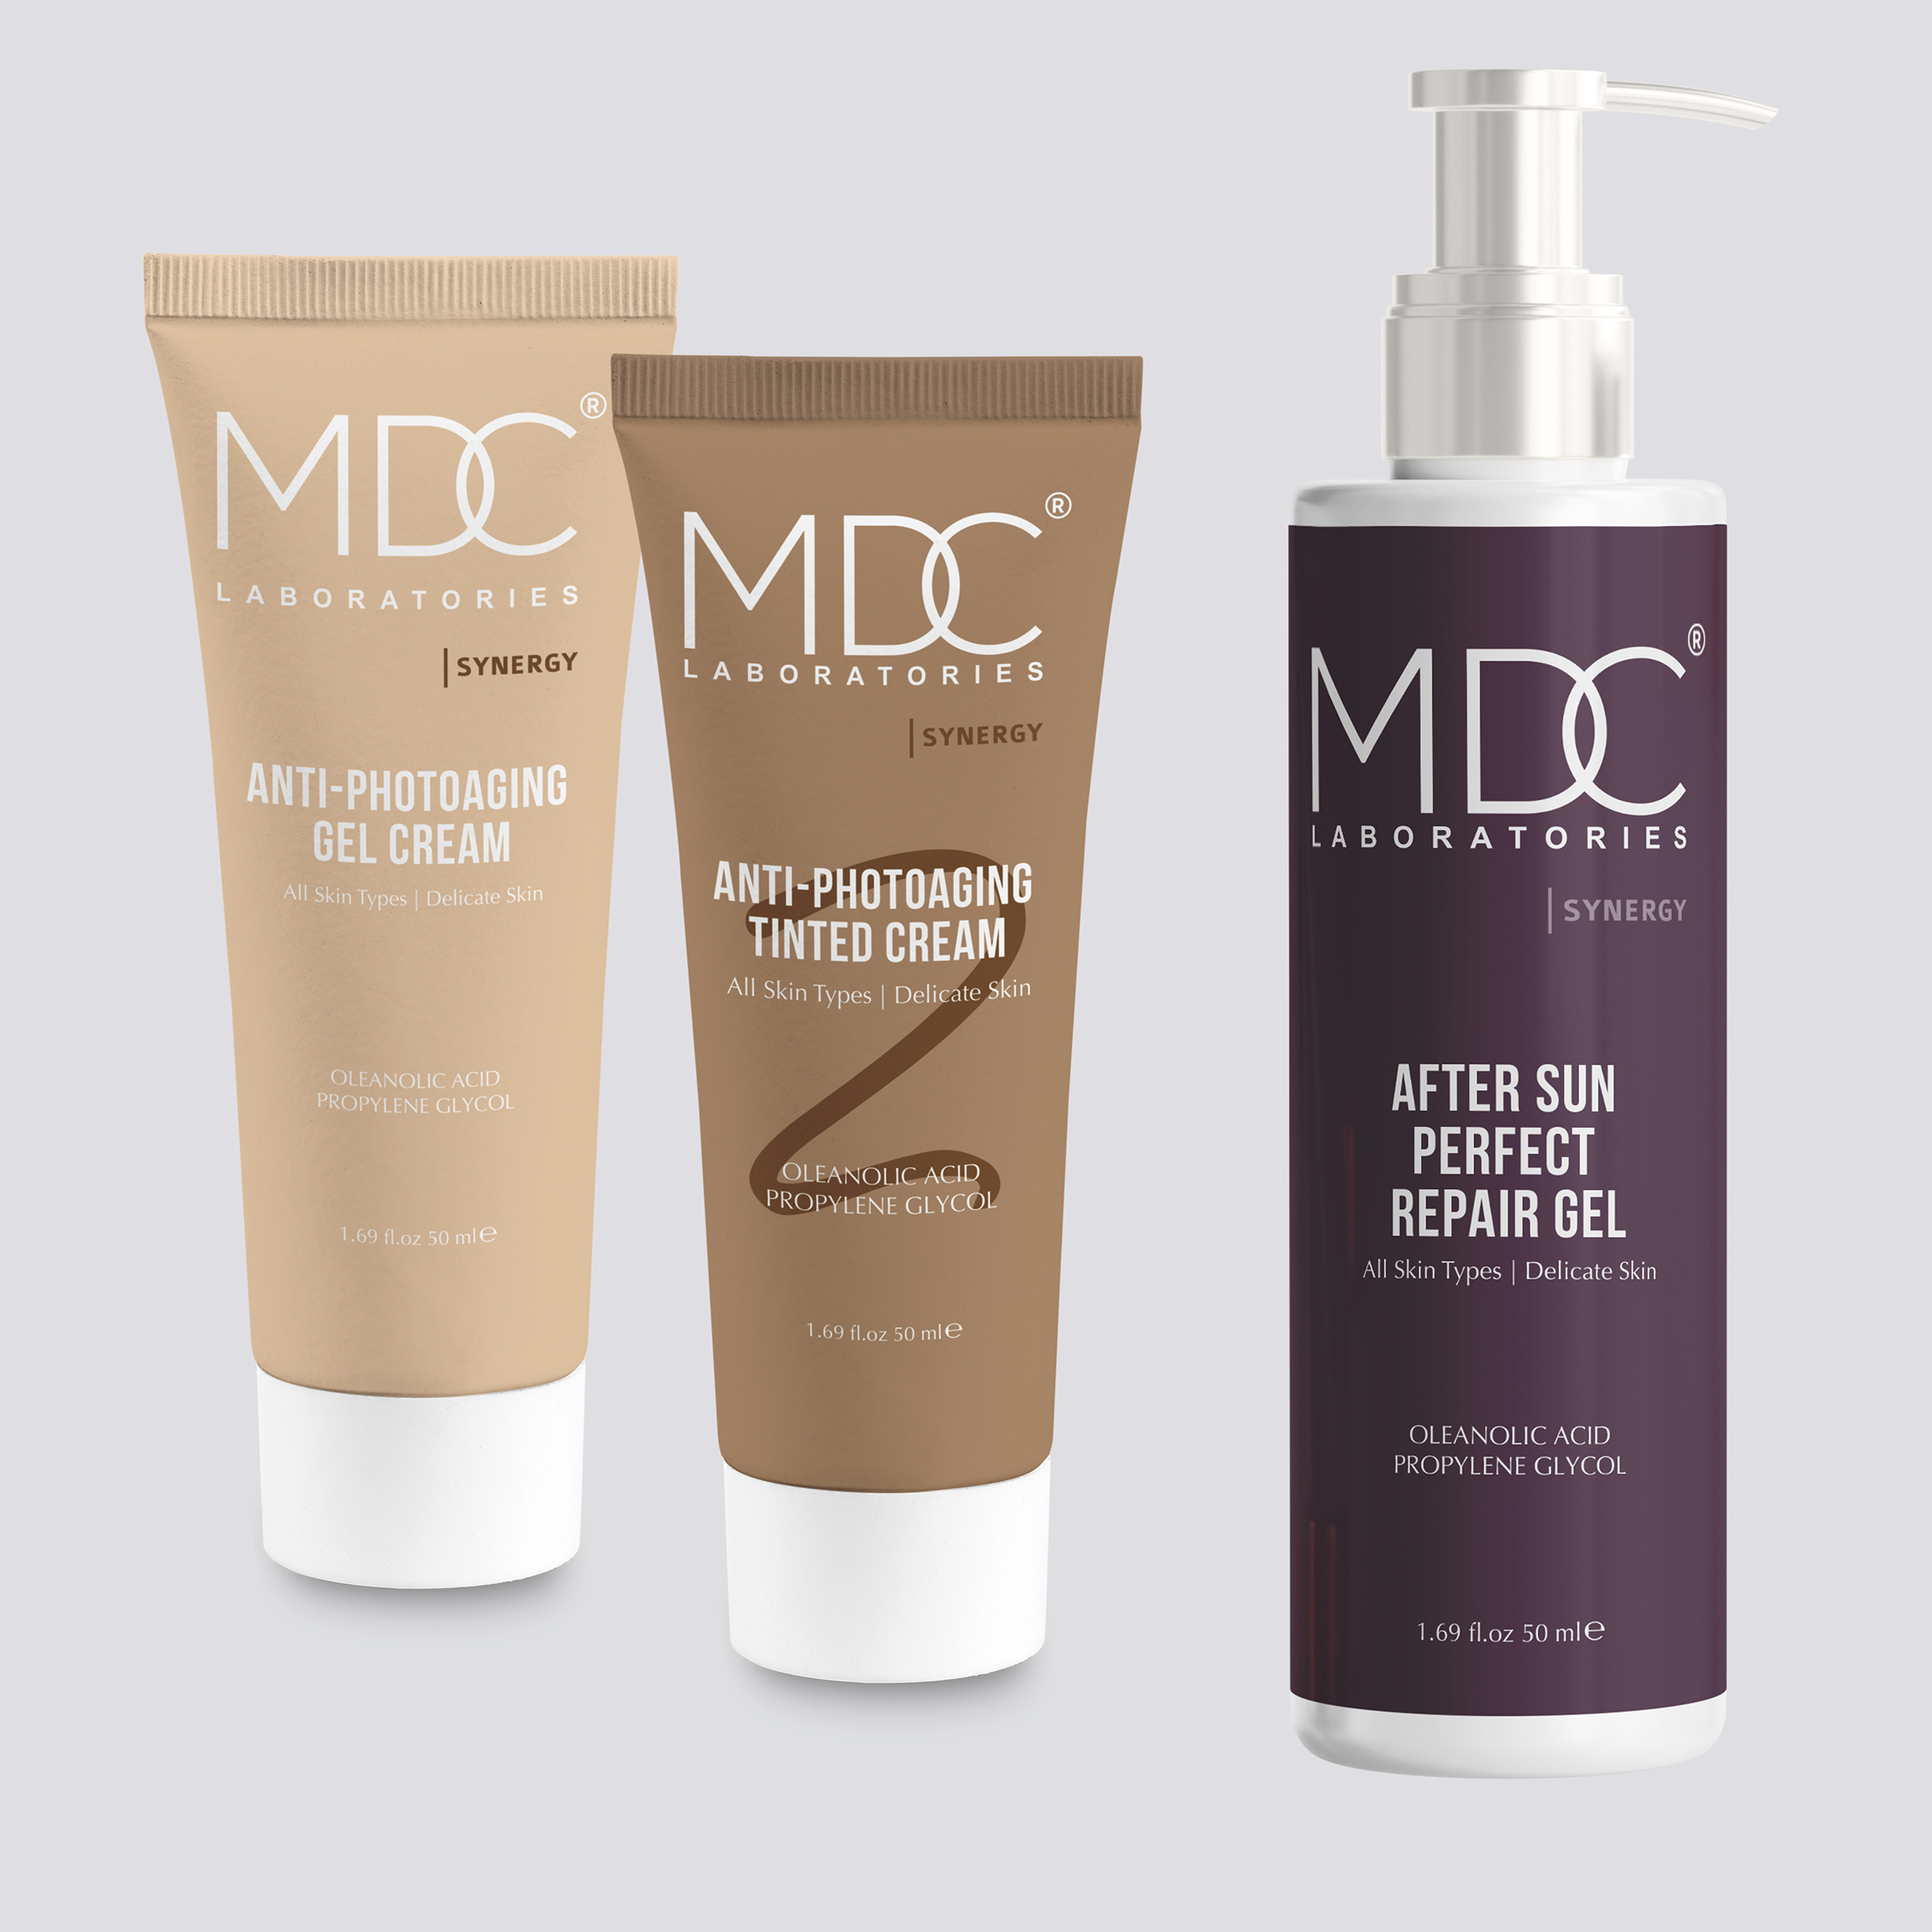 MDC®
LABORATORIES
| SYNERGY
ANTI-PHOTOAGING
GEL CREAM
All Skin Types | Delicate Skin
OLEANOLIC ACID
PROPYLENE GLYCOL
1.69 fl.oz 50 ml℮
MDC®
LABORATORIES
| SYNERGY
2
ANTI-PHOTOAGING
TINTED CREAM
All Skin Types | Delicate Skin
OLEANOLIC ACID
PROPYLENE GLYCOL
1.69 fl.oz 50 ml℮
MDC®
LABORATORIES
| SYNERGY
AFTER SUN
PERFECT
REPAIR GEL
All Skin Types | Delicate Skin
OLEANOLIC ACID
PROPYLENE GLYCOL
1.69 fl.oz 50 ml℮